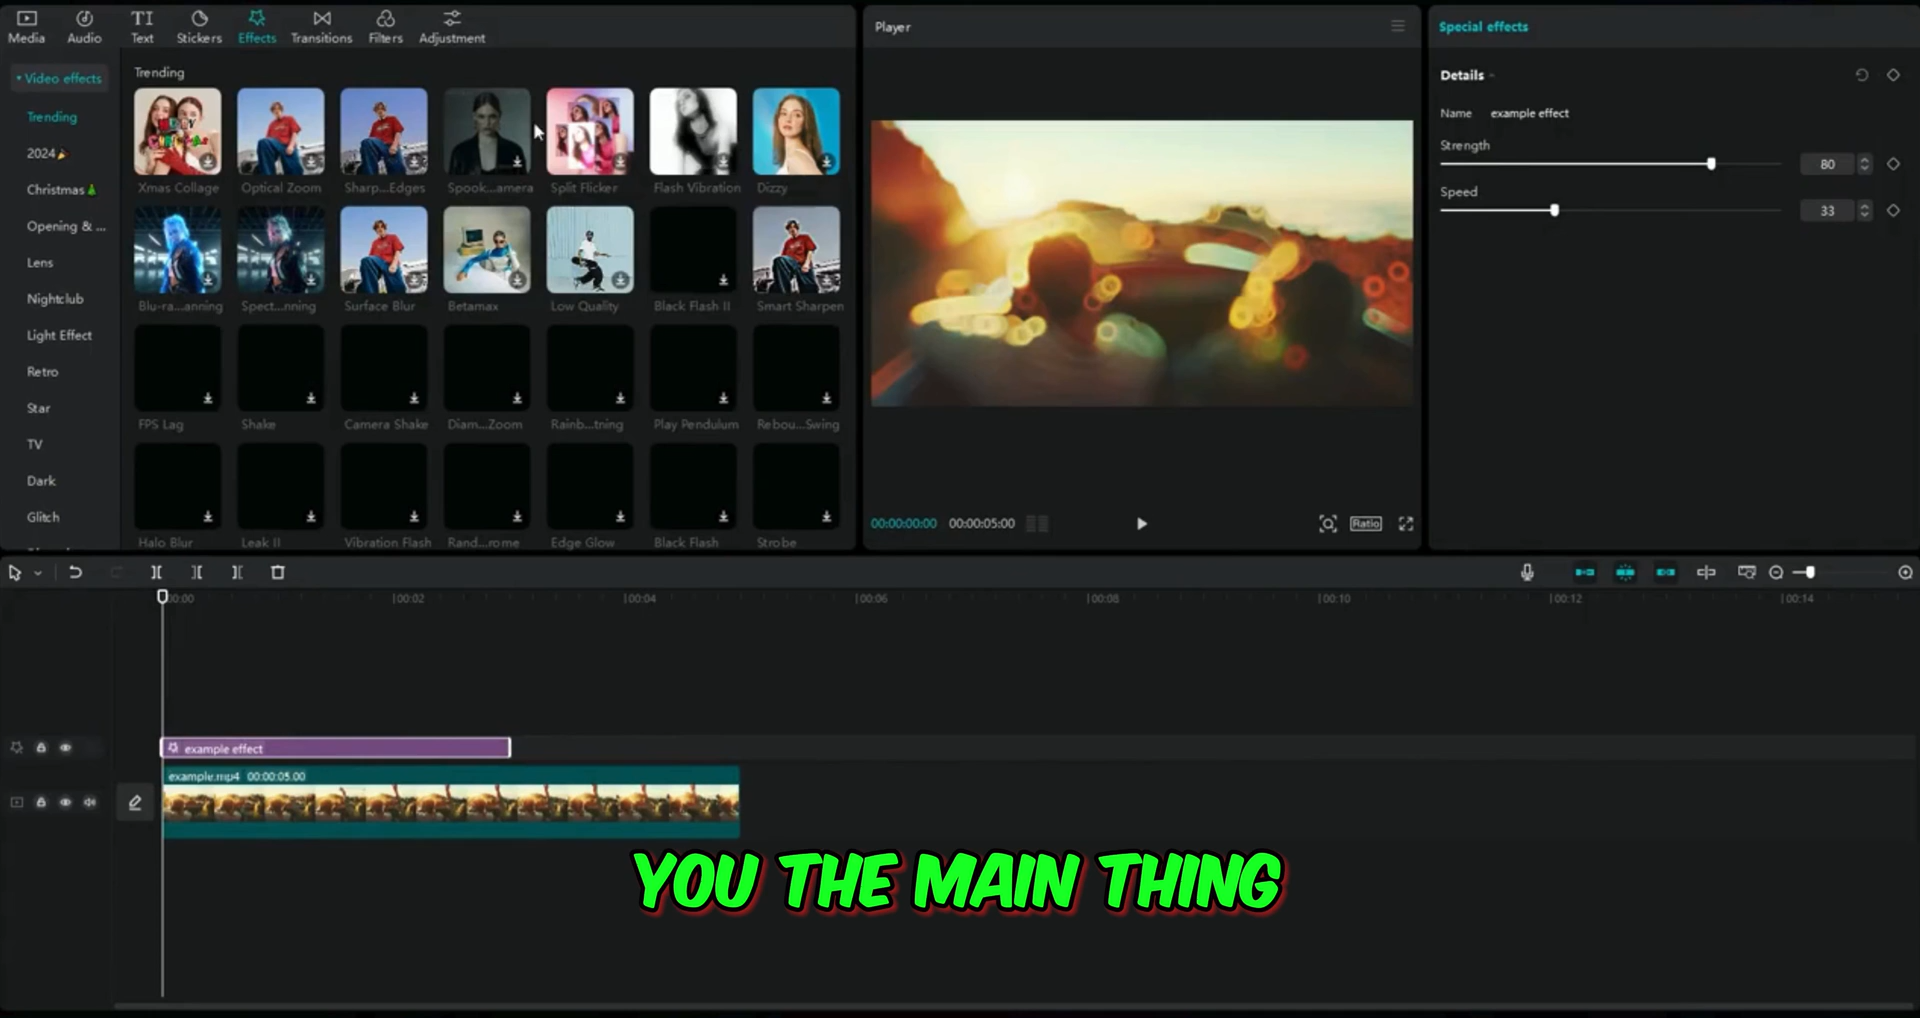 Media Audio Text Stickers Effects Transitions Filters Adjustment
Video effects
Trending
2024
Christmas
Opening & ...
Lens
Nightclub
Light Effect
Retro
Star
TV
Dark
Glitch
Trending
Xmas Collage Optical Zoom Sharp...Edges Spook...amera Split Flicker Flash Vibration Dizzy
Blu-ra...anning Spect...nning Surface Blur Betamax Low Quality Black Flash II Smart Sharpen
FPS Lag Shake Camera Shake Diam...Zoom Rainb...tning Play Pendulum Rebou...Swing
Halo Blur Leak II Vibration Flash Rand...rome Edge Glow Black Flash Strobe
Player
00:00:00:00 00:00:05:00
Ratio
Special effects
Details
Name example effect
Strength
80
Speed
33
00:00 00:02 00:04 00:06 00:08 00:10 00:12 00:14
example effect
example.mp4 00:00:05.00
YOU THE MAIN THING